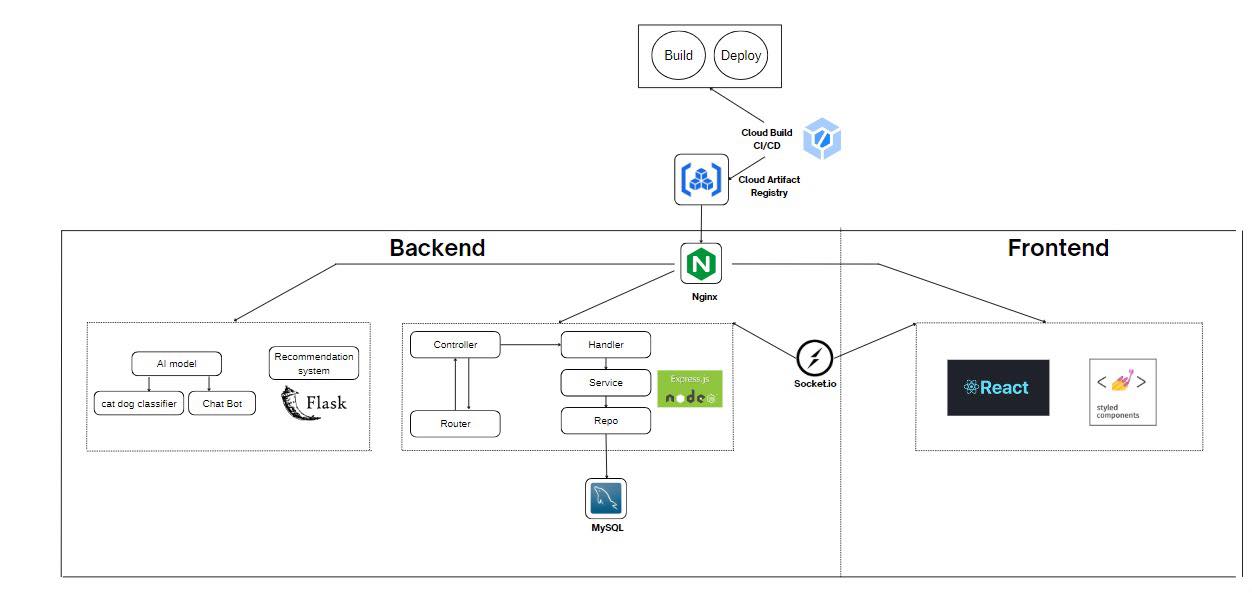 Build
Deploy
Cloud Build
CI/CD
Cloud Artifact
Registry
Backend
Frontend
Nginx
AI model
cat dog classifier
Chat Bot
Recommendation
system
Flask
Controller
Router
Handler
Service
Repo
Express.js
node
JS
MySQL
Socket.io
React
< >
styled
components